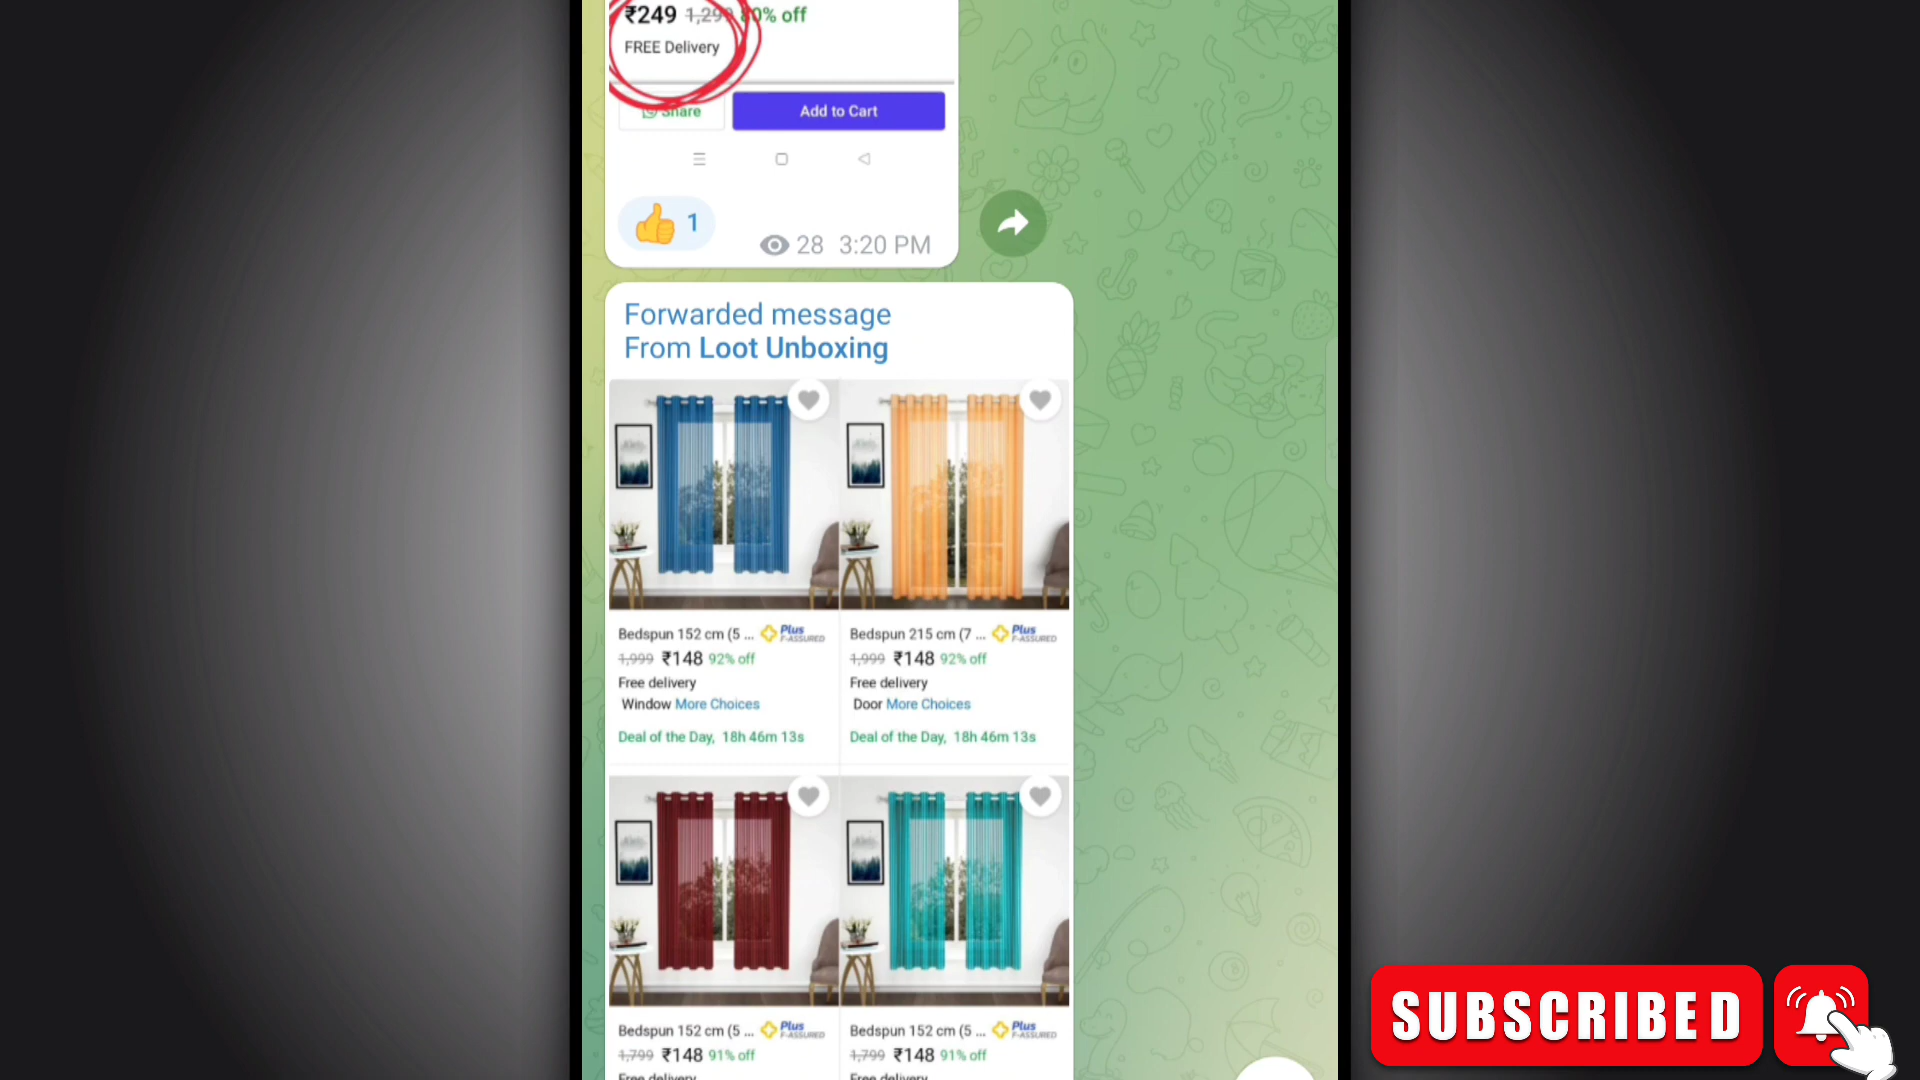 ₹249 1,299 80% off
FREE Delivery
Share
Add to Cart
👍 1
28 3:20 PM
Forwarded message
From Loot Unboxing
Bedspun 152 cm (5 ... Plus F-ASSURED
1,999 ₹148 92% off
Free delivery
Window More Choices
Deal of the Day, 18h 46m 13s
Bedspun 215 cm (7 ... Plus F-ASSURED
1,999 ₹148 92% off
Free delivery
Door More Choices
Deal of the Day, 18h 46m 13s
Bedspun 152 cm (5 ... Plus F-ASSURED
1,799 ₹148 91% off
Free delivery
Bedspun 152 cm (5 ... Plus F-ASSURED
1,799 ₹148 91% off
Free delivery
SUBSCRIBED